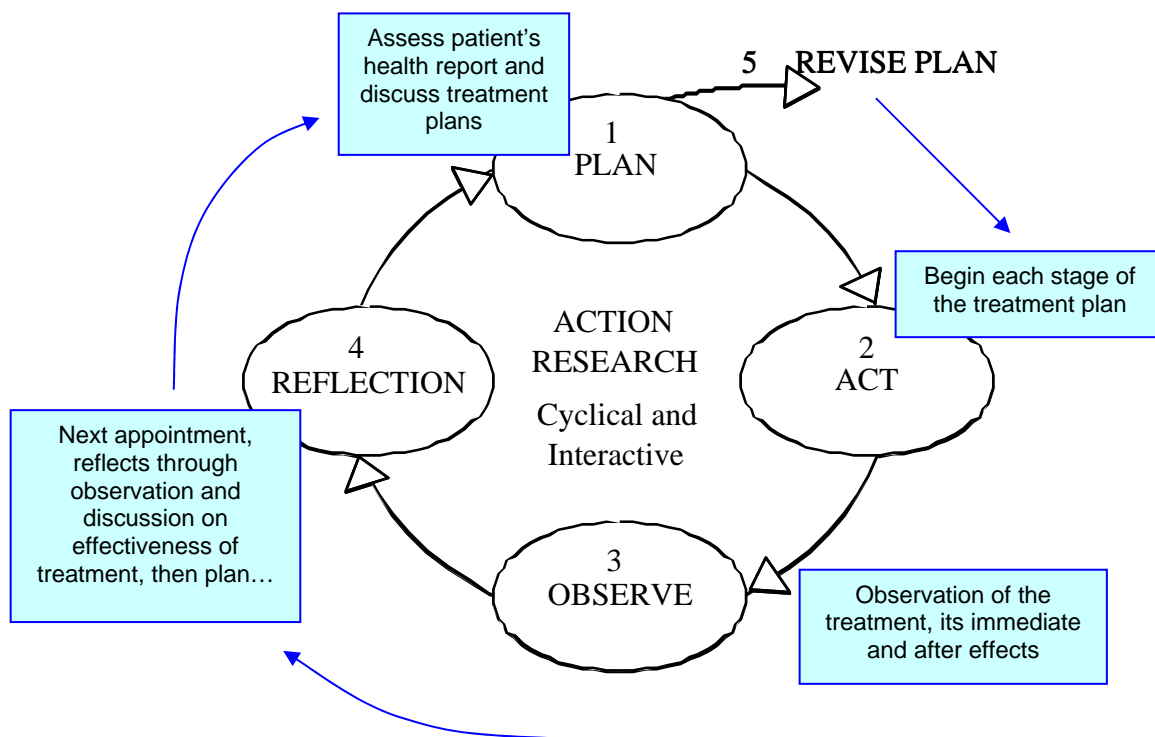 Assess patient's
health report and
discuss treatment
plans
5 REVISE PLAN
1
PLAN
Begin each stage of
the treatment plan
2
ACT
ACTION
RESEARCH
Cyclical and
Interactive
4
REFLECTION
Next appointment,
reflects through
observation and
discussion on
effectiveness of
treatment, then plan…
3
OBSERVE
Observation of the
treatment, its immediate
and after effects